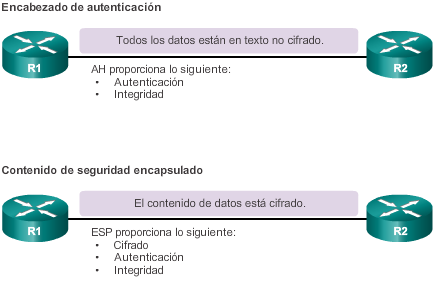 Encabezado de autenticación
Todos los datos están en texto no cifrado.
R1
R2
AH proporciona lo siguiente:
• Autenticación
• Integridad
Contenido de seguridad encapsulado
El contenido de datos está cifrado.
R1
R2
ESP proporciona lo siguiente:
• Cifrado
• Autenticación
• Integridad